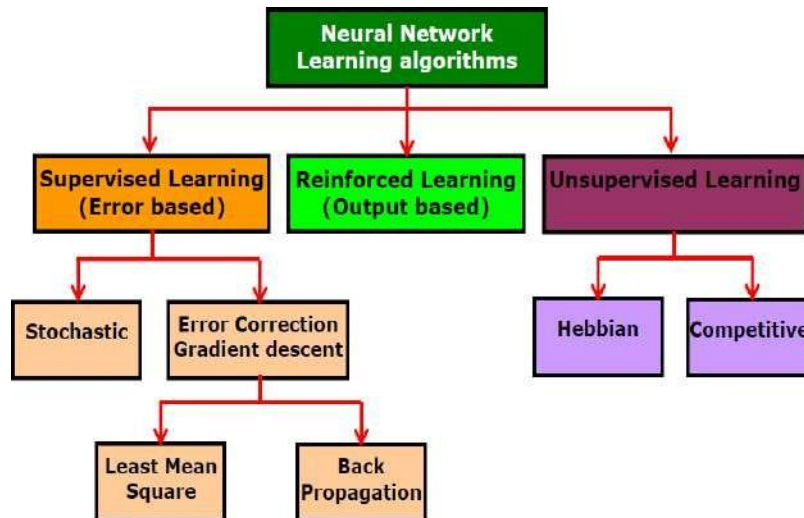 Neural Network
Learning algorithms
Supervised Learning
(Error based)
Reinforced Learning
(Output based)
Unsupervised Learning
Stochastic
Error Correction
Gradient descent
Hebbian
Competitive
Least Mean
Square
Back
Propagation